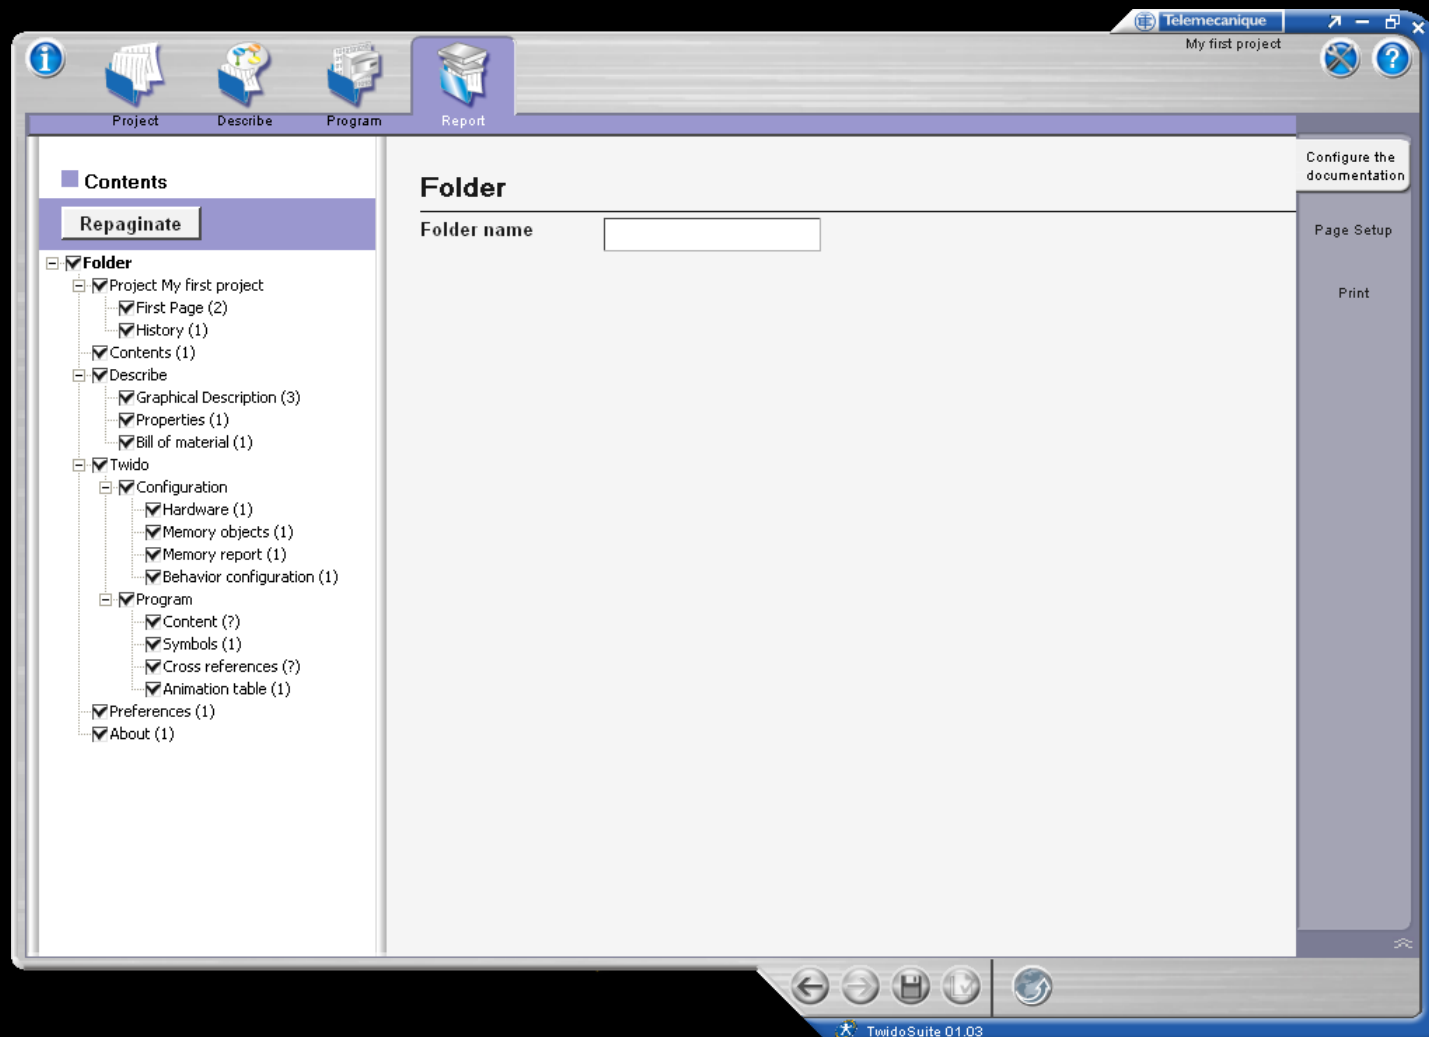 Telemecanique
My first project
Project
Describe
Program
Report
Configure the
documentation
Page Setup
Print
Contents
Repaginate
Folder
Project My first project
First Page (2)
History (1)
Contents (1)
Describe
Graphical Description (3)
Properties (1)
Bill of material (1)
Twido
Configuration
Hardware (1)
Memory objects (1)
Memory report (1)
Behavior configuration (1)
Program
Content (?)
Symbols (1)
Cross references (?)
Animation table (1)
Preferences (1)
About (1)
Folder
Folder name
TwidoSuite 01.03